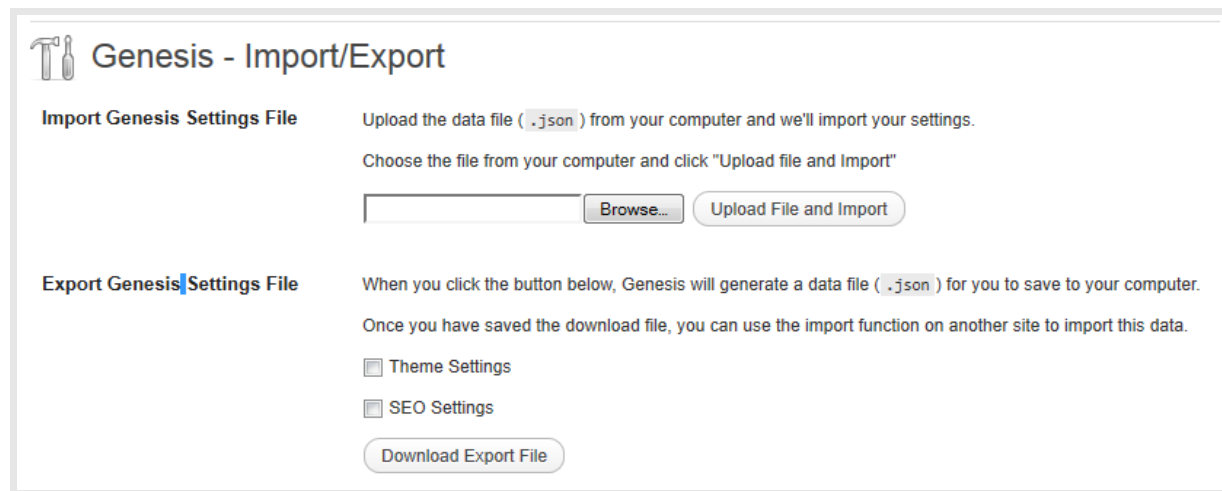 Genesis - Import/Export
Import Genesis Settings File
Upload the data file ( .json ) from your computer and we'll import your settings.
Choose the file from your computer and click "Upload file and Import"
Browse...
Upload File and Import
Export Genesis Settings File
When you click the button below, Genesis will generate a data file ( .json ) for you to save to your computer.
Once you have saved the download file, you can use the import function on another site to import this data.
Theme Settings
SEO Settings
Download Export File